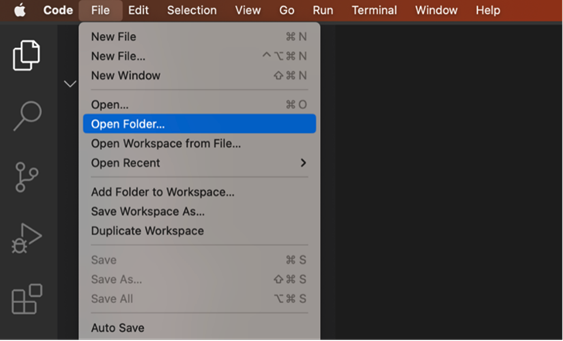 Code File Edit Selection View Go Run Terminal Window Help
New File ⌘ N
New File... ^⌥⌘ N
New Window ⇧⌘ N
Open... ⌘ O
Open Folder...
Open Workspace from File...
Open Recent >
Add Folder to Workspace...
Save Workspace As...
Duplicate Workspace
Save ⌘ S
Save As... ⇧⌘ S
Save All ⌥⌘ S
Auto Save